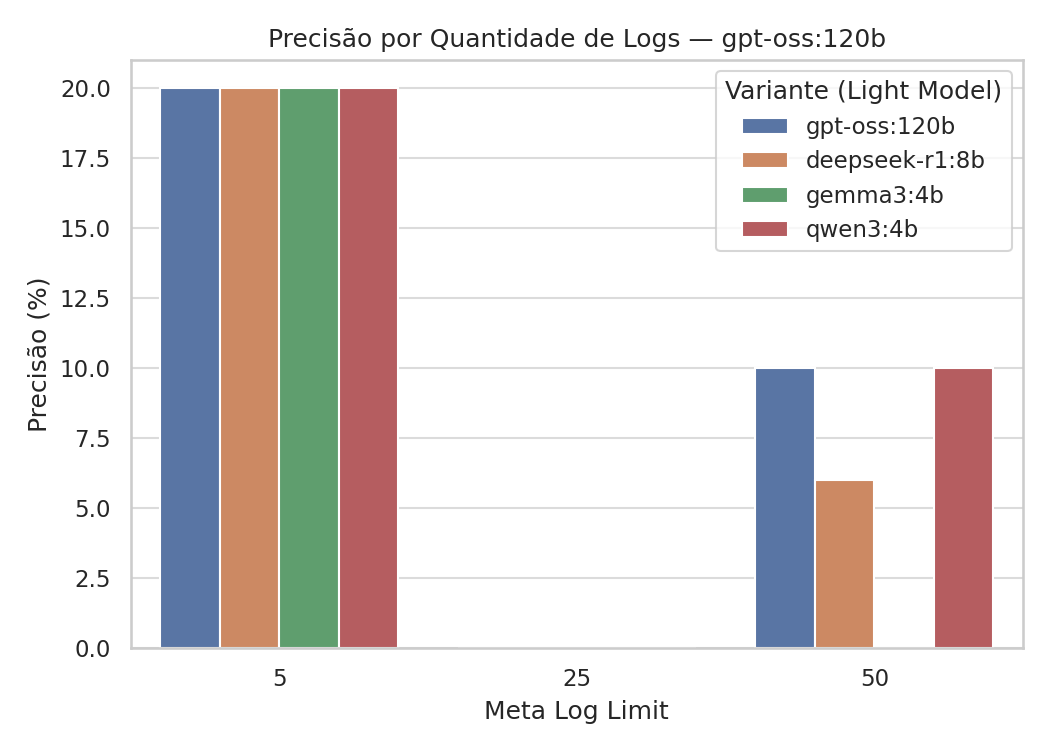 Precisão por Quantidade de Logs — gpt-oss:120b
Variante (Light Model)
gpt-oss:120b
deepseek-r1:8b
gemma3:4b
qwen3:4b
Precisão (%)
20.0
17.5
15.0
12.5
10.0
7.5
5.0
2.5
0.0
5
25
50
Meta Log Limit